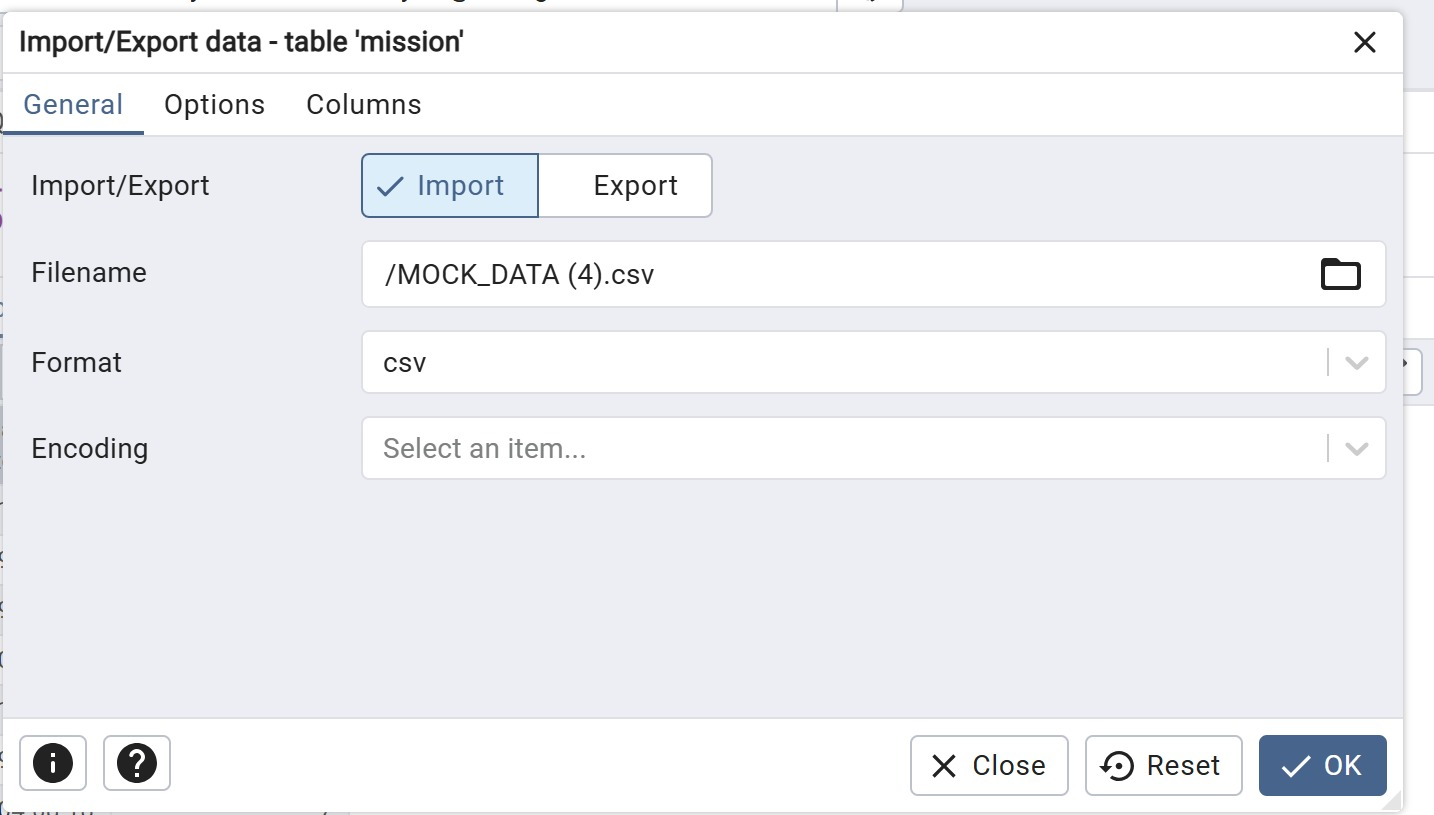 Import/Export data - table 'mission'
General Options Columns
Import/Export Import Export
Filename /MOCK_DATA (4).csv
Format csv
Encoding Select an item...
Close Reset OK